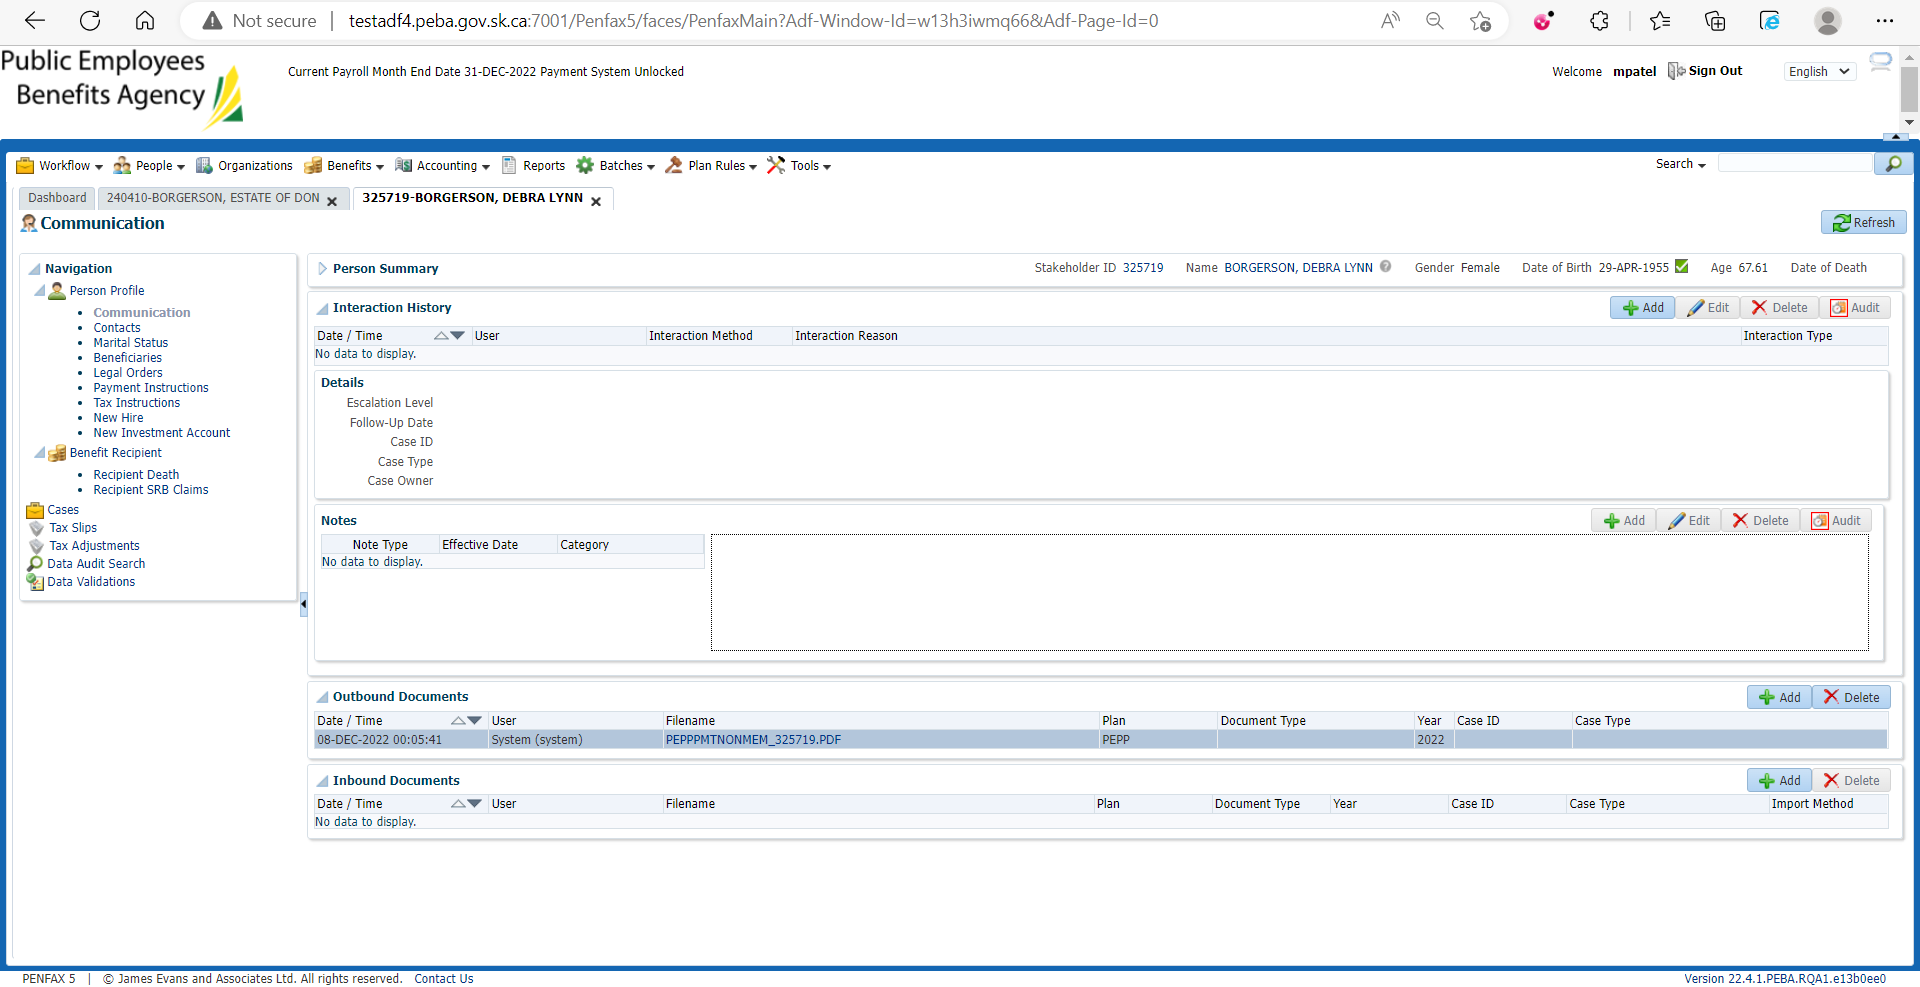 Not secure | testadf4.peba.gov.sk.ca:7001/Penfax5/faces/PenfaxMain?Adf-Window-Id=w13h3iwmq66&Adf-Page-Id=0
Public Employees
Benefits Agency
Current Payroll Month End Date 31-DEC-2022 Payment System Unlocked
Welcome mpatel Sign Out English
Workflow People Organizations Benefits Accounting Reports Batches Plan Rules Tools Search
Dashboard 240410-BORGERSON, ESTATE OF DON 325719-BORGERSON, DEBRA LYNN
Communication
Refresh
Navigation
Person Profile
Communication
Contacts
Marital Status
Beneficiaries
Legal Orders
Payment Instructions
Tax Instructions
New Hire
New Investment Account
Benefit Recipient
Recipient Death
Recipient SRB Claims
Cases
Tax Slips
Tax Adjustments
Data Audit Search
Data Validations
Person Summary Stakeholder ID 325719 Name BORGERSON, DEBRA LYNN Gender Female Date of Birth 29-APR-1955 Age 67.61 Date of Death
Interaction History Add Edit Delete Audit
Date / Time User Interaction Method Interaction Reason Interaction Type
No data to display.
Details
Escalation Level
Follow-Up Date
Case ID
Case Type
Case Owner
Notes Add Edit Delete Audit
Note Type Effective Date Category
No data to display.
Outbound Documents Add Delete
Date / Time User Filename Plan Document Type Year Case ID Case Type
08-DEC-2022 00:05:41 System (system) PEPPPMTNONMEM_325719.PDF PEPP 2022
Inbound Documents Add Delete
Date / Time User Filename Plan Document Type Year Case ID Case Type Import Method
No data to display.
PENFAX 5 | © James Evans and Associates Ltd. All rights reserved. Contact Us Version 22.4.1.PEBA.RQA1.e13b0ee0